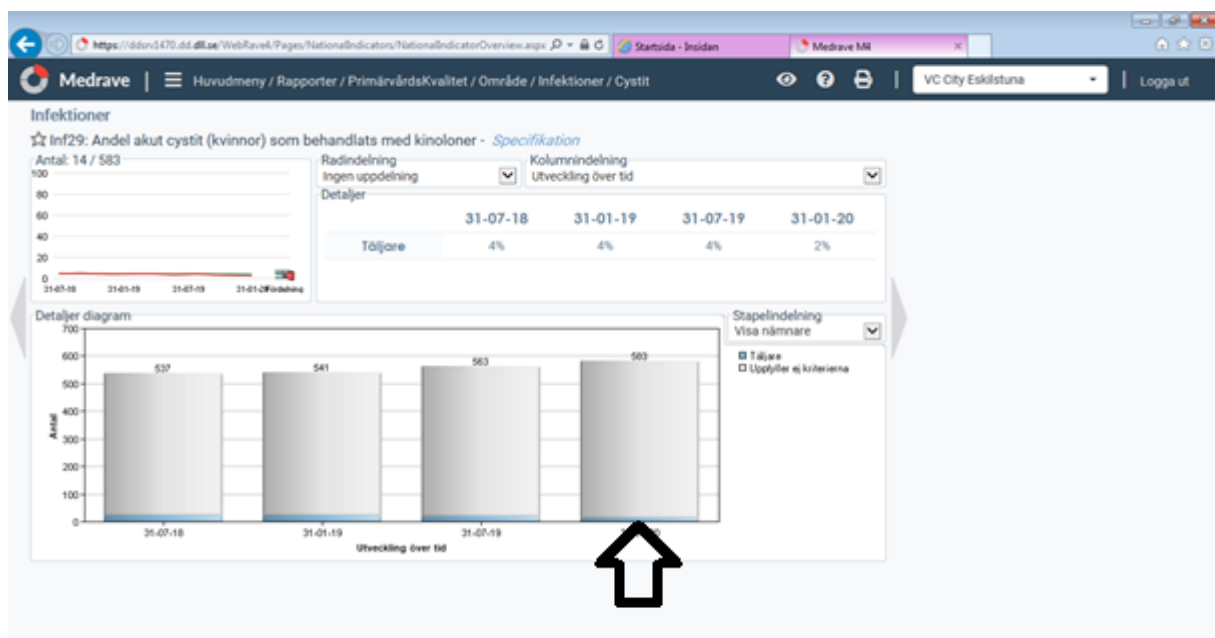 https://ddsrv1470.dd.dll.se/WebRave4/Pages/NationalIndicators/NationalIndicatorOverview.aspx
Startsida - Insidan
Medrave M4
Medrave | Huvudmeny / Rapporter / PrimärvårdsKvalitet / Område / Infektioner / Cystit
VC City Eskilstuna
Logga ut
Infektioner
Inf29: Andel akut cystit (kvinnor) som behandlats med kinoloner - Specifikation
Antal: 14 / 583
Radindelning
Kolumnindelning
Ingen uppdelning
Utveckling över tid
100
80
60
40
20
0
31-07-18 31-01-19 31-07-19 31-01-20 Fördelning
Detaljer
31-07-18 31-01-19 31-07-19 31-01-20
Täljare 4% 4% 4% 2%
Detaljer diagram
Stapelindelning
Visa nämnare
Täljare
Uppfyller ej kriterierna
700
600
500
400
300
200
100
0
Antal
537 541 563 583
31-07-18 31-01-19 31-07-19
Utveckling över tid